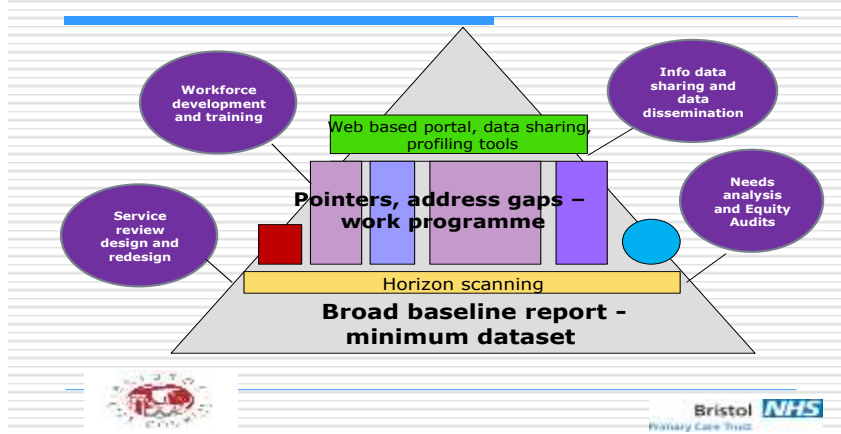 Workforce
development
and training
Info data
sharing and
data
dissemination
Web based portal, data sharing,
profiling tools
Pointers, address gaps –
work programme
Needs
analysis
and Equity
Audits
Service
review
design and
redesign
Horizon scanning
Broad baseline report -
minimum dataset
Bristol NHS
Primary Care Trust